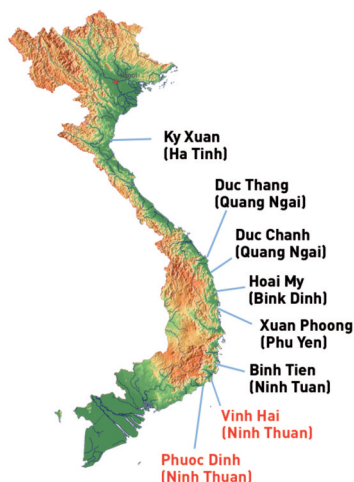 Ky Xuan
(Ha Tinh)
Duc Thang
(Quang Ngai)
Duc Chanh
(Quang Ngai)
Hoai My
(Bink Dinh)
Xuan Phoong
(Phu Yen)
Binh Tien
(Ninh Tuan)
Vinh Hai
(Ninh Thuan)
Phuoc Dinh
(Ninh Thuan)